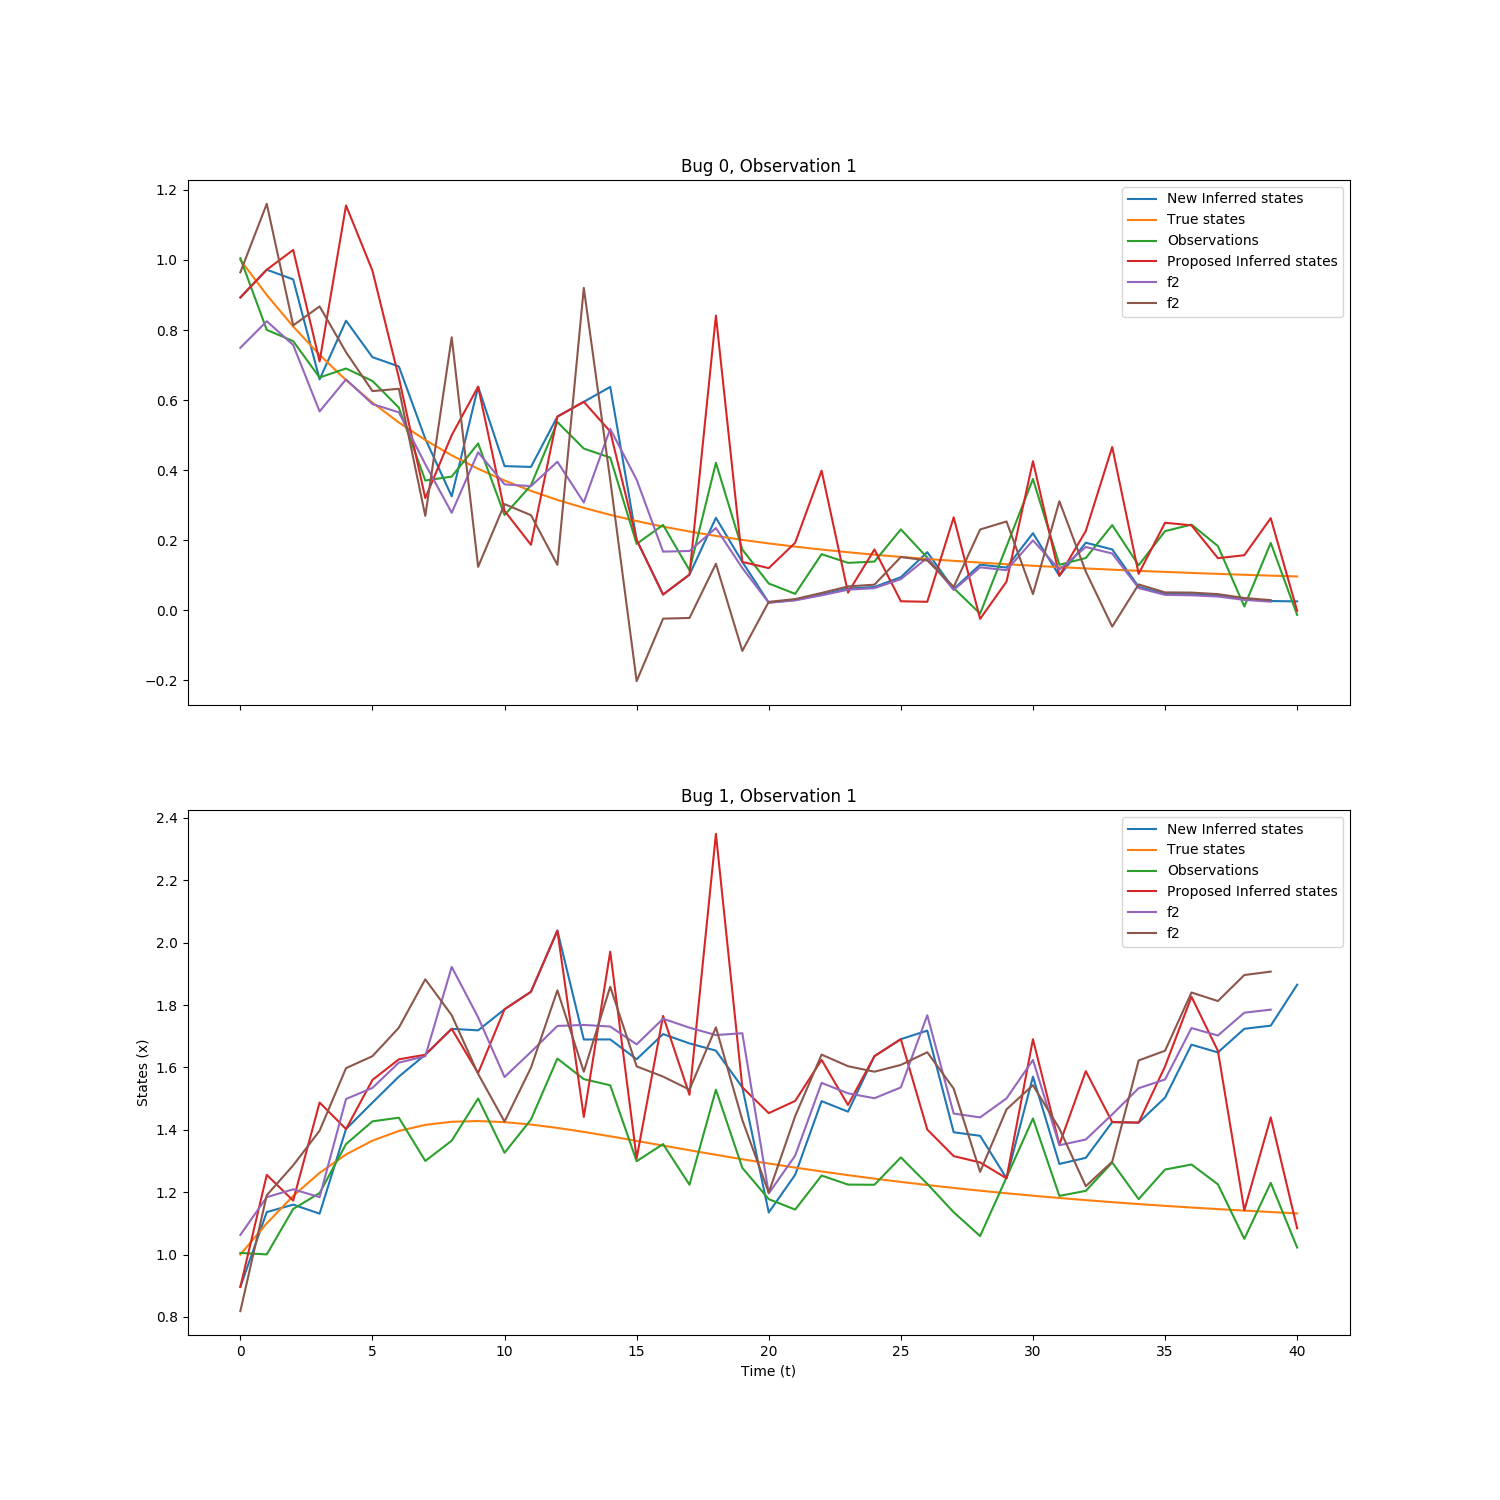 Bug 0, Observation 1
1.2
1.0
0.8
0.6
0.4
0.2
0.0
−0.2
New Inferred states
True states
Observations
Proposed Inferred states
f2
f2
Bug 1, Observation 1
2.4
2.2
2.0
1.8
1.6
1.4
1.2
1.0
0.8
States (x)
New Inferred states
True states
Observations
Proposed Inferred states
f2
f2
0 5 10 15 20 25 30 35 40
Time (t)